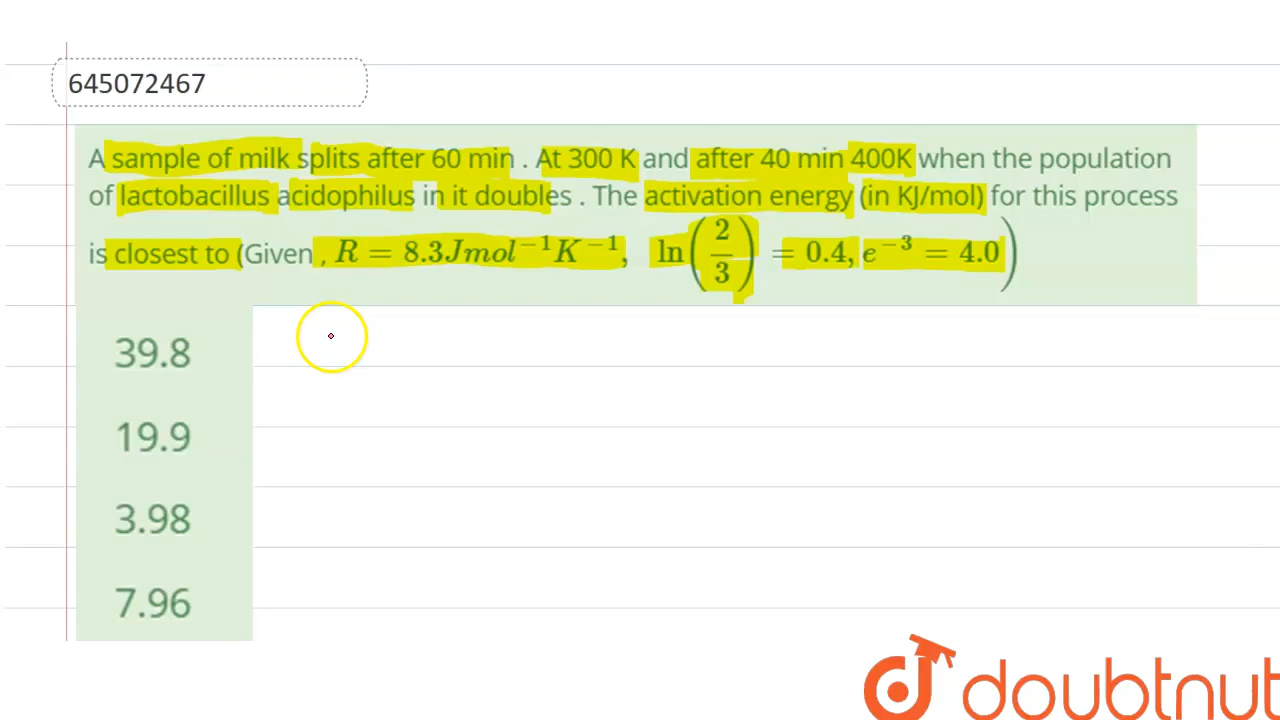 645072467
A sample of milk splits after 60 min . At 300 K and after 40 min 400K when the population
of lactobacillus acidophilus in it doubles . The activation energy (in KJ/mol) for this process
is closest to (Given , R = 8.3Jmol⁻¹K⁻¹, ln(2/3) = 0.4, e⁻³ = 4.0)
39.8
19.9
3.98
7.96
doubtnut